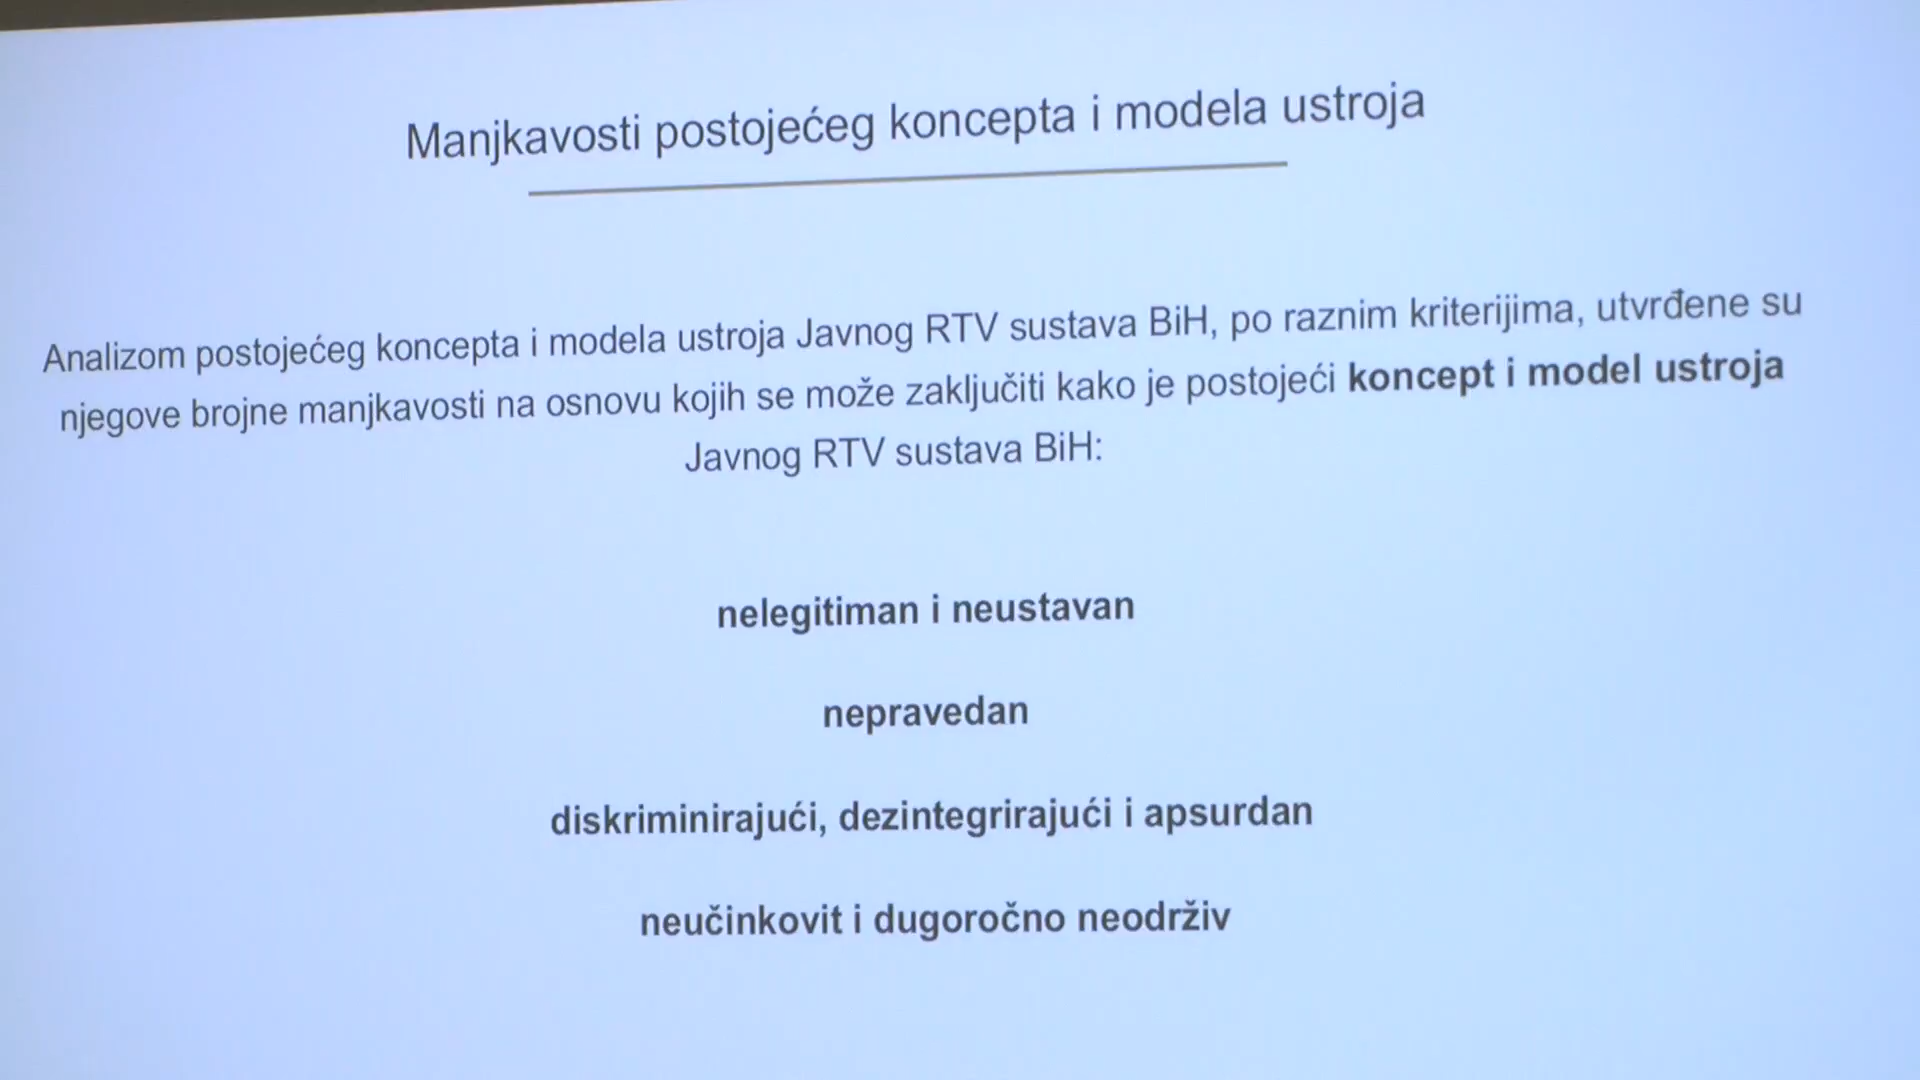 Manjkavosti postojećeg koncepta i modela ustroja
Analizom postojećeg koncepta i modela ustroja Javnog RTV sustava BiH, po raznim kriterijima, utvrđene su
njegove brojne manjkavosti na osnovu kojih se može zaključiti kako je postojeći koncept i model ustroja
Javnog RTV sustava BiH:
nelegitiman i neustavan
nepravedan
diskriminirajući, dezintegrirajući i apsurdan
neučinkovit i dugoročno neodrživ